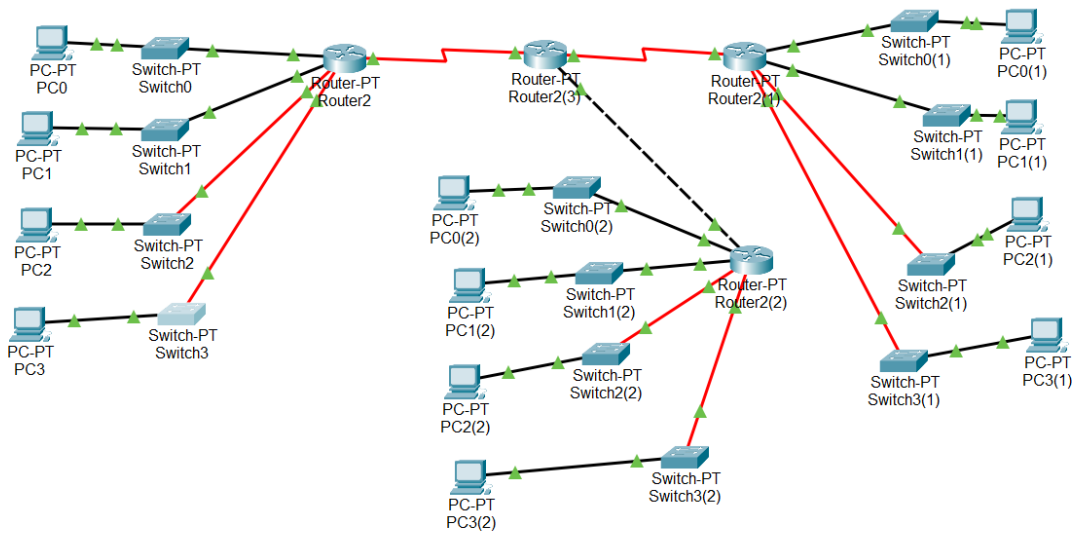 PC-PT
PC0
Switch-PT
Switch0
Router-PT
Router2
Router-PT
Router2(3)
Router-PT
Router2(1)
Switch-PT
Switch0(1)
PC-PT
PC0(1)
PC-PT
PC1
Switch-PT
Switch1
Switch-PT
Switch1(1)
PC-PT
PC1(1)
PC-PT
PC2
Switch-PT
Switch2
PC-PT
PC0(2)
Switch-PT
Switch0(2)
PC-PT
PC2(1)
Switch-PT
Switch2(1)
PC-PT
PC1(2)
Switch-PT
Switch1(2)
Router-PT
Router2(2)
PC-PT
PC3
Switch-PT
Switch3
PC-PT
PC3(1)
Switch-PT
Switch3(1)
PC-PT
PC2(2)
Switch-PT
Switch2(2)
Switch-PT
Switch3(2)
PC-PT
PC3(2)